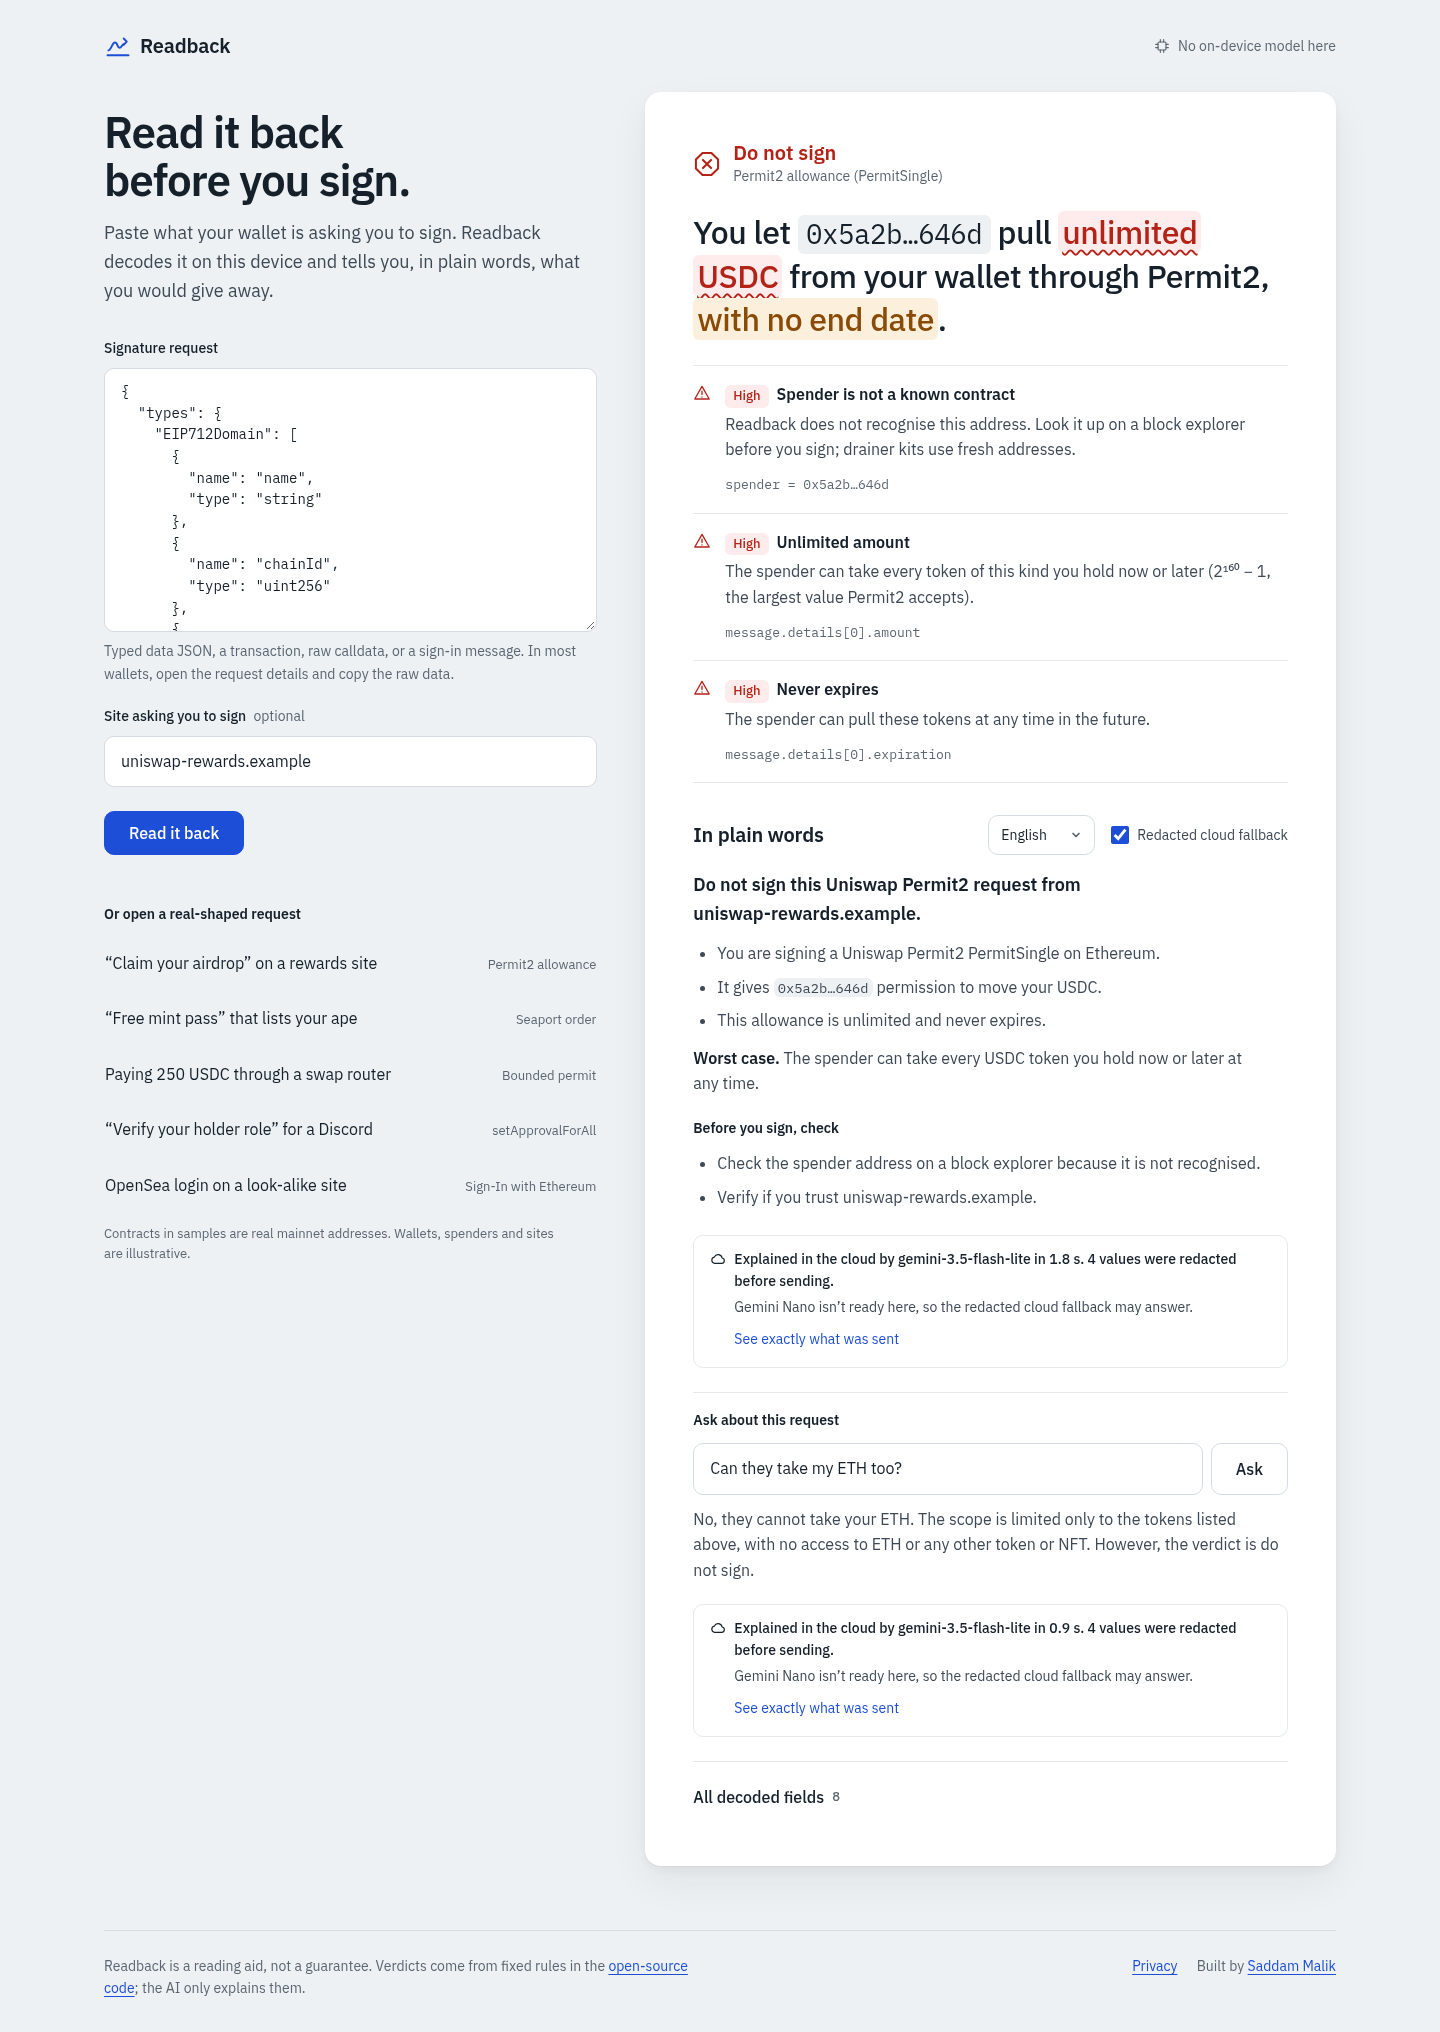 Readback
No on-device model here
Read it back
before you sign.
Paste what your wallet is asking you to sign. Readback
decodes it on this device and tells you, in plain words, what
you would give away.
Signature request
{
"types": {
"EIP712Domain": [
{
"name": "name",
"type": "string"
},
{
"name": "chainId",
"type": "uint256"
},
{
Typed data JSON, a transaction, raw calldata, or a sign-in message. In most
wallets, open the request details and copy the raw data.
Site asking you to sign optional
uniswap-rewards.example
Read it back
Or open a real-shaped request
“Claim your airdrop” on a rewards site
Permit2 allowance
“Free mint pass” that lists your ape
Seaport order
Paying 250 USDC through a swap router
Bounded permit
“Verify your holder role” for a Discord
setApprovalForAll
OpenSea login on a look-alike site
Sign-In with Ethereum
Contracts in samples are real mainnet addresses. Wallets, spenders and sites
are illustrative.
Do not sign
Permit2 allowance (PermitSingle)
You let 0x5a2b…646d pull unlimited
USDC from your wallet through Permit2,
with no end date.
High Spender is not a known contract
Readback does not recognise this address. Look it up on a block explorer
before you sign; drainer kits use fresh addresses.
spender = 0x5a2b…646d
High Unlimited amount
The spender can take every token of this kind you hold now or later (2¹⁶⁰ − 1,
the largest value Permit2 accepts).
message.details[0].amount
High Never expires
The spender can pull these tokens at any time in the future.
message.details[0].expiration
In plain words
English
Redacted cloud fallback
Do not sign this Uniswap Permit2 request from
uniswap-rewards.example.
• You are signing a Uniswap Permit2 PermitSingle on Ethereum.
• It gives 0x5a2b…646d permission to move your USDC.
• This allowance is unlimited and never expires.
Worst case. The spender can take every USDC token you hold now or later at
any time.
Before you sign, check
• Check the spender address on a block explorer because it is not recognised.
• Verify if you trust uniswap-rewards.example.
Explained in the cloud by gemini-3.5-flash-lite in 1.8 s. 4 values were redacted
before sending.
Gemini Nano isn’t ready here, so the redacted cloud fallback may answer.
See exactly what was sent
Ask about this request
Can they take my ETH too?
Ask
No, they cannot take your ETH. The scope is limited only to the tokens listed
above, with no access to ETH or any other token or NFT. However, the verdict is do
not sign.
Explained in the cloud by gemini-3.5-flash-lite in 0.9 s. 4 values were redacted
before sending.
Gemini Nano isn’t ready here, so the redacted cloud fallback may answer.
See exactly what was sent
All decoded fields 8
Readback is a reading aid, not a guarantee. Verdicts come from fixed rules in the open-source
code; the AI only explains them.
Privacy
Built by Saddam Malik